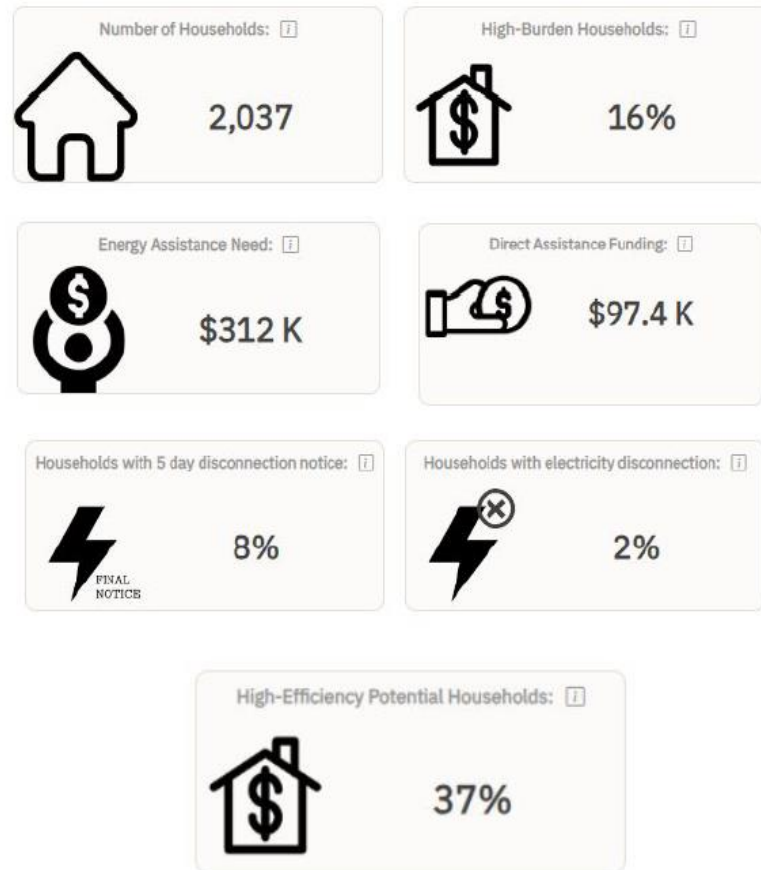 Number of Households: i
High-Burden Households: i
$
2,037
16%
Energy Assistance Need: i
Direct Assistance Funding: i
$
$312 K
$
$97.4 K
Households with 5 day disconnection notice: i
Households with electricity disconnection: i
8%
FINAL
NOTICE
2%
High-Efficiency Potential Households: i
$
37%